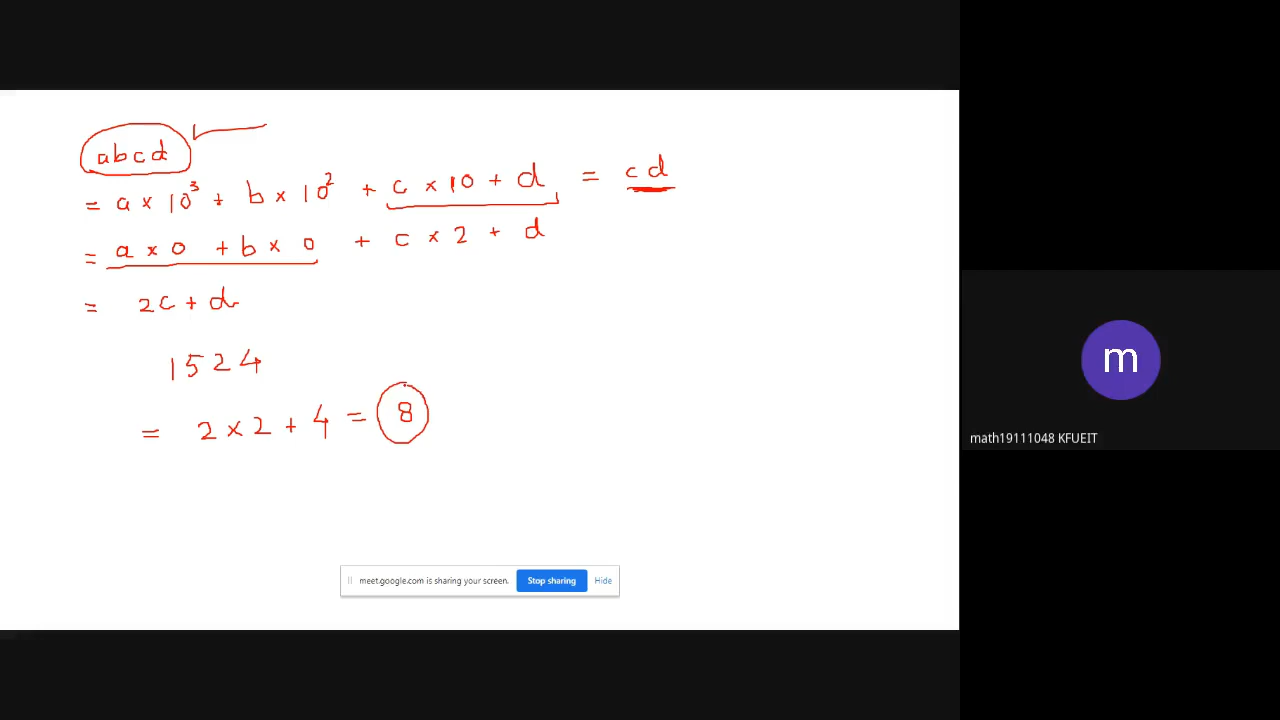 abcd
= a × 10³ + b × 10² + c × 10 + d = cd
= a × 0 + b × 0 + c × 2 + d
= 2c + d
1524
= 2 × 2 + 4 = 8
meet.google.com is sharing your screen. Stop sharing Hide
m
math19111048 KFUEIT